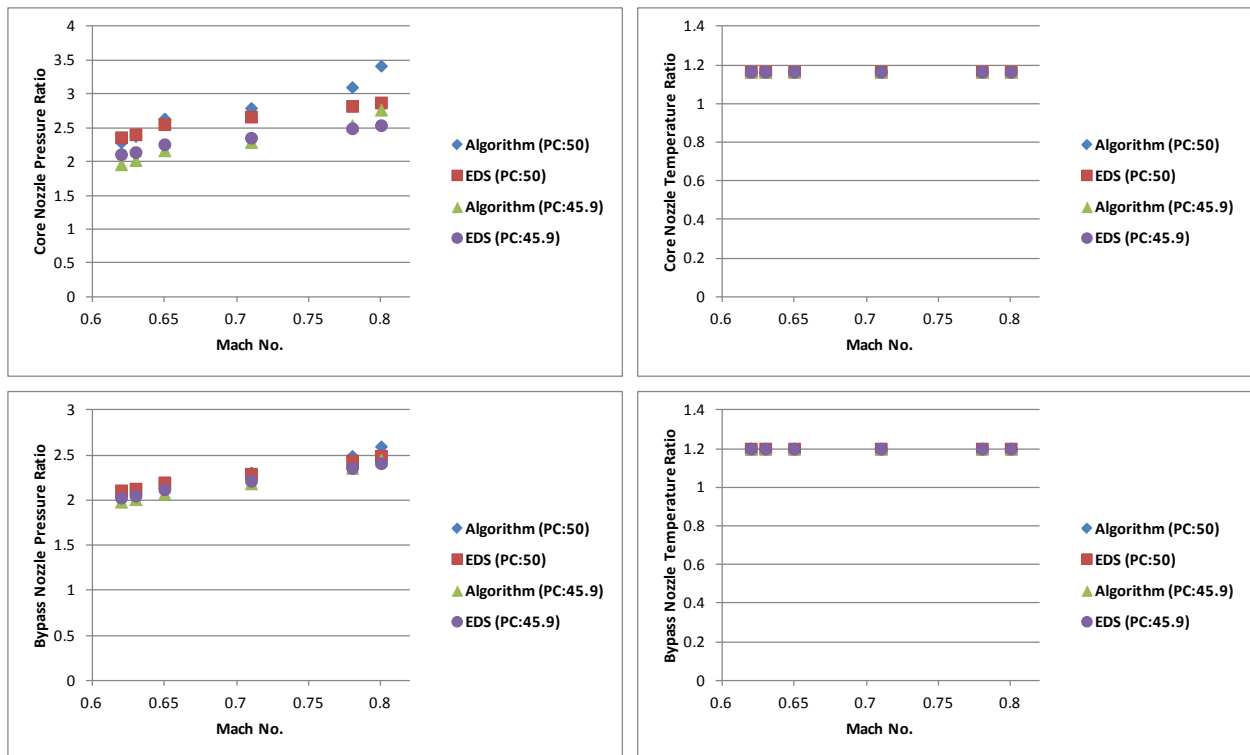 Core Nozzle Pressure Ratio
4
3.5
3
2.5
2
1.5
1
0.5
0
0.6
0.65
0.7
0.75
0.8
Mach No.
Algorithm (PC:50)
EDS (PC:50)
Algorithm (PC:45.9)
EDS (PC:45.9)
Core Nozzle Temperature Ratio
1.4
1.2
1
0.8
0.6
0.4
0.2
0
0.6
0.65
0.7
0.75
0.8
Mach No.
Algorithm (PC:50)
EDS (PC:50)
Algorithm (PC:45.9)
EDS (PC:45.9)
Bypass Nozzle Pressure Ratio
3
2.5
2
1.5
1
0.5
0
0.6
0.65
0.7
0.75
0.8
Mach No.
Algorithm (PC:50)
EDS (PC:50)
Algorithm (PC:45.9)
EDS (PC:45.9)
Bypass Nozzle Temperature Ratio
1.4
1.2
1
0.8
0.6
0.4
0.2
0
0.6
0.65
0.7
0.75
0.8
Mach No.
Algorithm (PC:50)
EDS (PC:50)
Algorithm (PC:45.9)
EDS (PC:45.9)